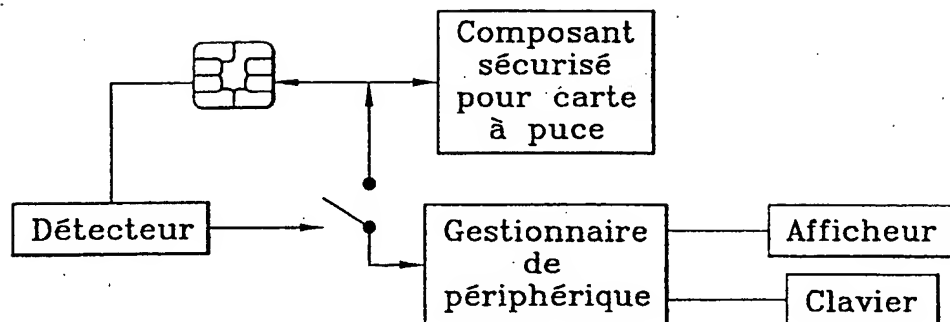 Composant
sécurisé
pour carte
à puce
Détecteur
Gestionnaire
de
périphérique
Afficheur
Clavier